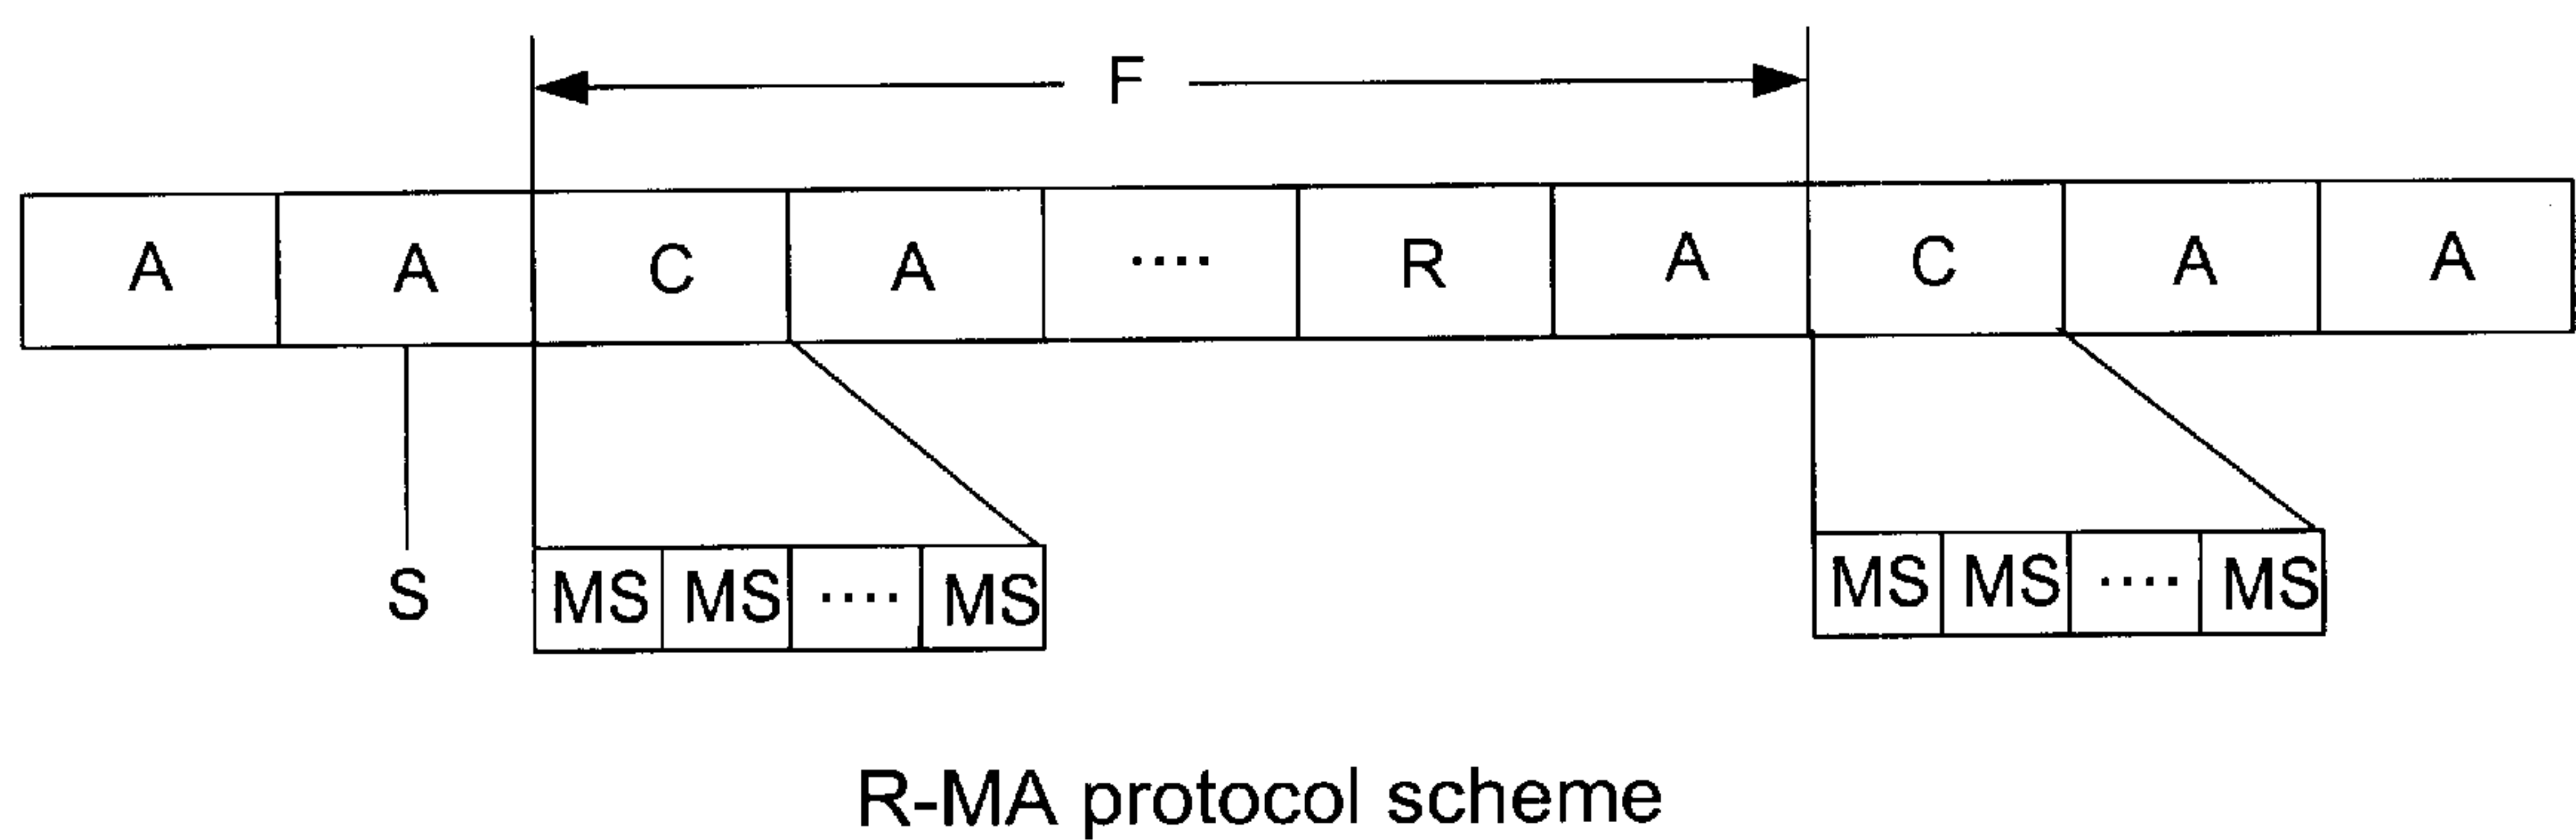 F
A A C A .... R A C A A
S
MS MS .... MS MS MS .... MS
R-MA protocol scheme